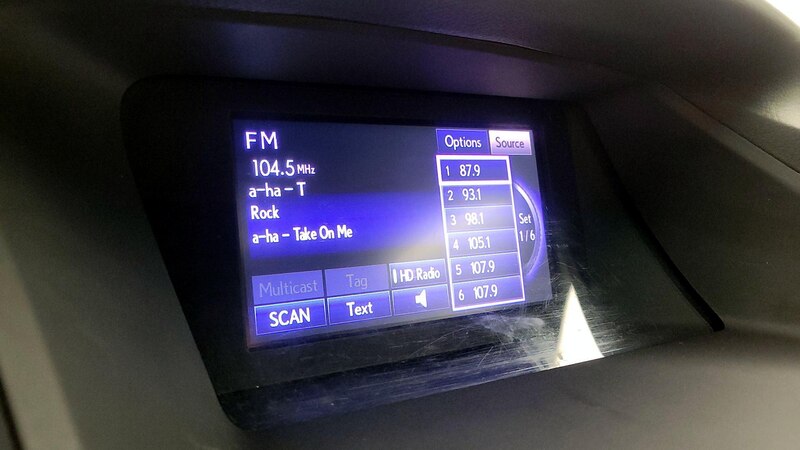 FM
104.5 MHz
a-ha - T
Rock
a-ha - Take On Me
Multicast
Tag
HD Radio
SCAN
Text
Options
Source
1 87.9
2 93.1
3 98.1
4 105.1
5 107.9
6 107.9
Set
1/6